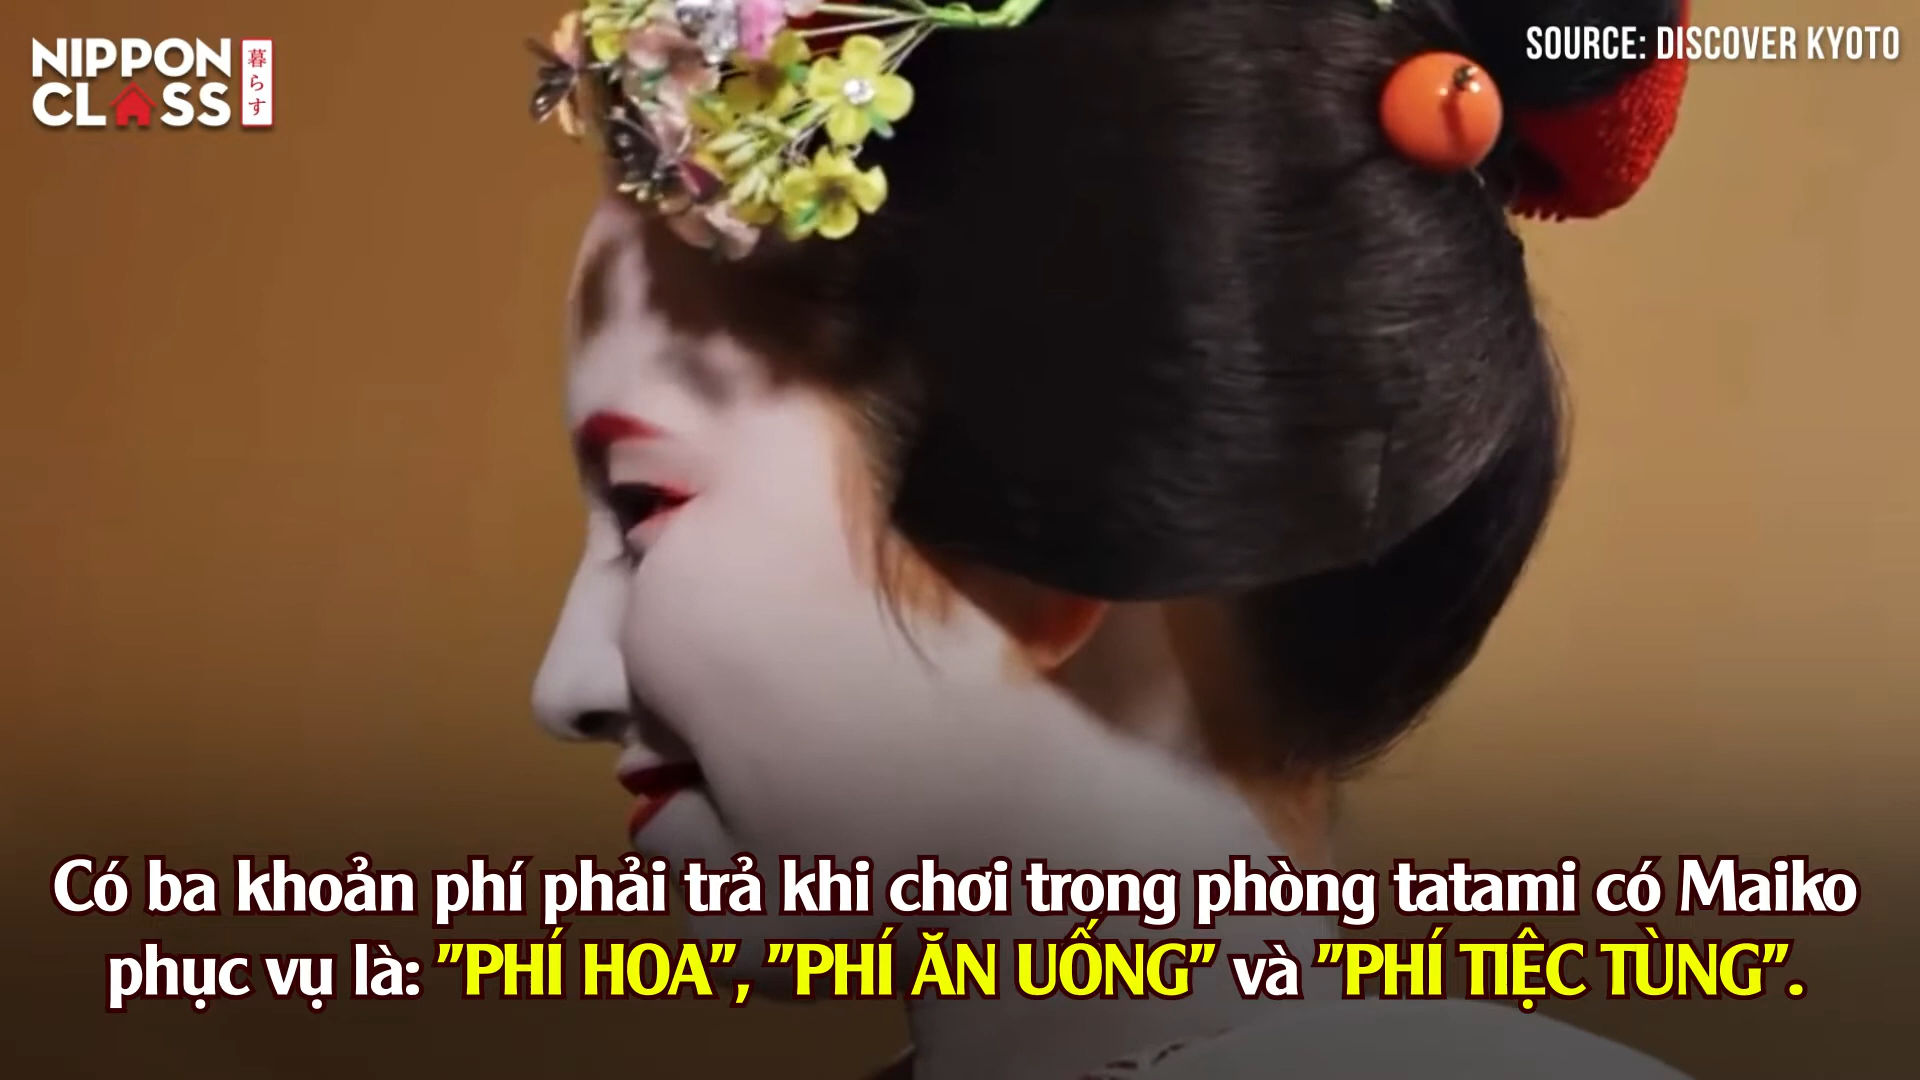 NIPPON
CLASS
暮らす
SOURCE: DISCOVER KYOTO
Có ba khoản phí phải trả khi chơi trong phòng tatami có Maiko
phục vụ là: "PHÍ HOA", "PHÍ ĂN UỐNG" và "PHÍ TIỆC TÙNG".